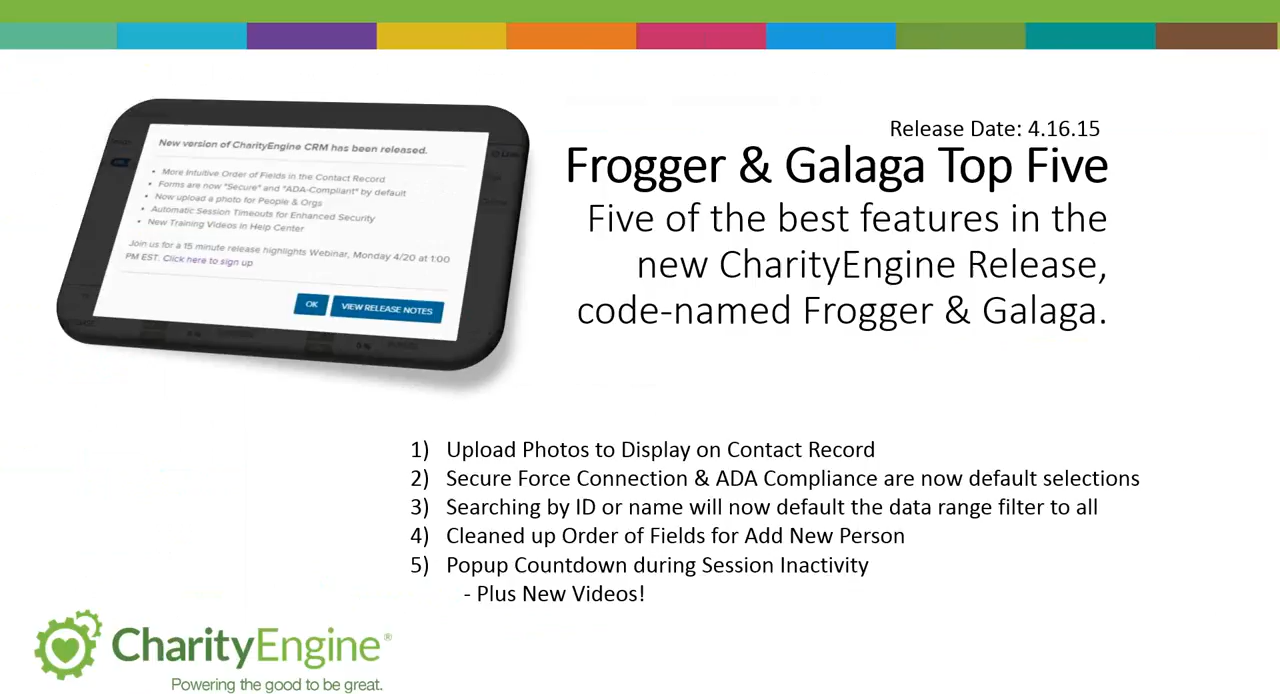 Release Date: 4.16.15
Frogger & Galaga Top Five
Five of the best features in the
new CharityEngine Release,
code-named Frogger & Galaga.
New version of CharityEngine CRM has been released.
• More Intuitive Order of Fields in the Contact Record
• Forms are now "Secure" and "ADA-Compliant" by default
• Now upload a photo for People & Orgs
• Automatic Session Timeouts for Enhanced Security
• New Training Videos in Help Center
Join us for a 15 minute release highlights Webinar, Monday 4/20 at 1:00
PM EST. Click here to sign up
OK VIEW RELEASE NOTES
1) Upload Photos to Display on Contact Record
2) Secure Force Connection & ADA Compliance are now default selections
3) Searching by ID or name will now default the data range filter to all
4) Cleaned up Order of Fields for Add New Person
5) Popup Countdown during Session Inactivity
- Plus New Videos!
CharityEngine®
Powering the good to be great.